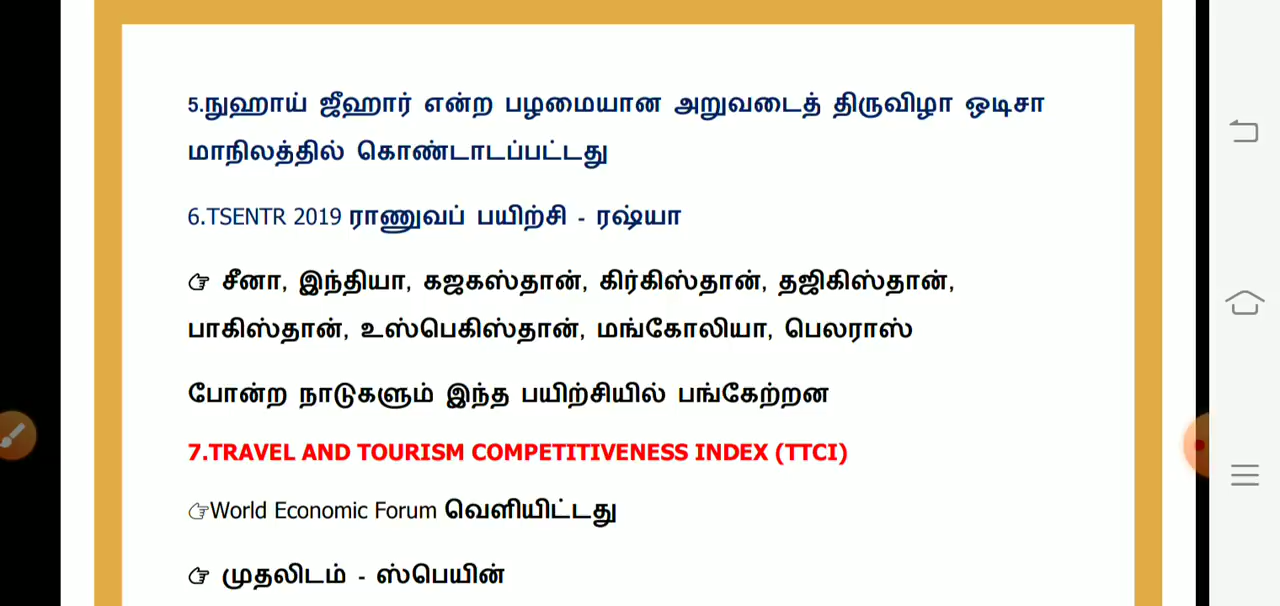 5.நுஹாய் ஜீஹார் என்ற பழமையான அறுவடைத் திருவிழா ஒடிசா
மாநிலத்தில் கொண்டாடப்பட்டது
6.TSENTR 2019 ராணுவப் பயிற்சி - ரஷ்யா
☞ சீனா, இந்தியா, கஜகஸ்தான், கிர்கிஸ்தான், தஜிகிஸ்தான்,
பாகிஸ்தான், உஸ்பெகிஸ்தான், மங்கோலியா, பெலராஸ்
போன்ற நாடுகளும் இந்த பயிற்சியில் பங்கேற்றன
7.TRAVEL AND TOURISM COMPETITIVENESS INDEX (TTCI)
☞World Economic Forum வெளியிட்டது
☞ முதலிடம் - ஸ்பெயின்